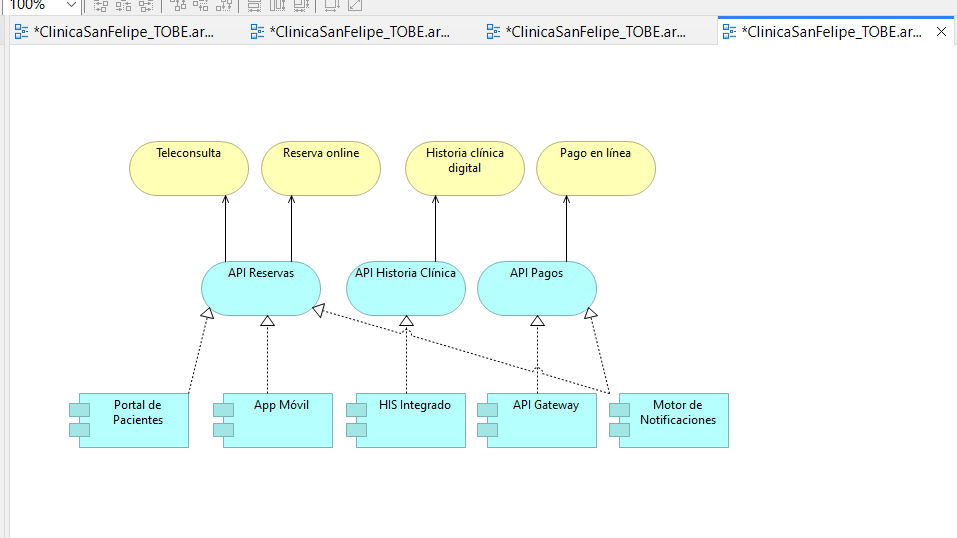 100%
*ClinicaSanFelipe_TOBE.ar...
*ClinicaSanFelipe_TOBE.ar...
*ClinicaSanFelipe_TOBE.ar...
*ClinicaSanFelipe_TOBE.ar...
Teleconsulta
Reserva online
Historia clínica
digital
Pago en línea
API Reservas
API Historia Clínica
API Pagos
Portal de
Pacientes
App Móvil
HIS Integrado
API Gateway
Motor de
Notificaciones